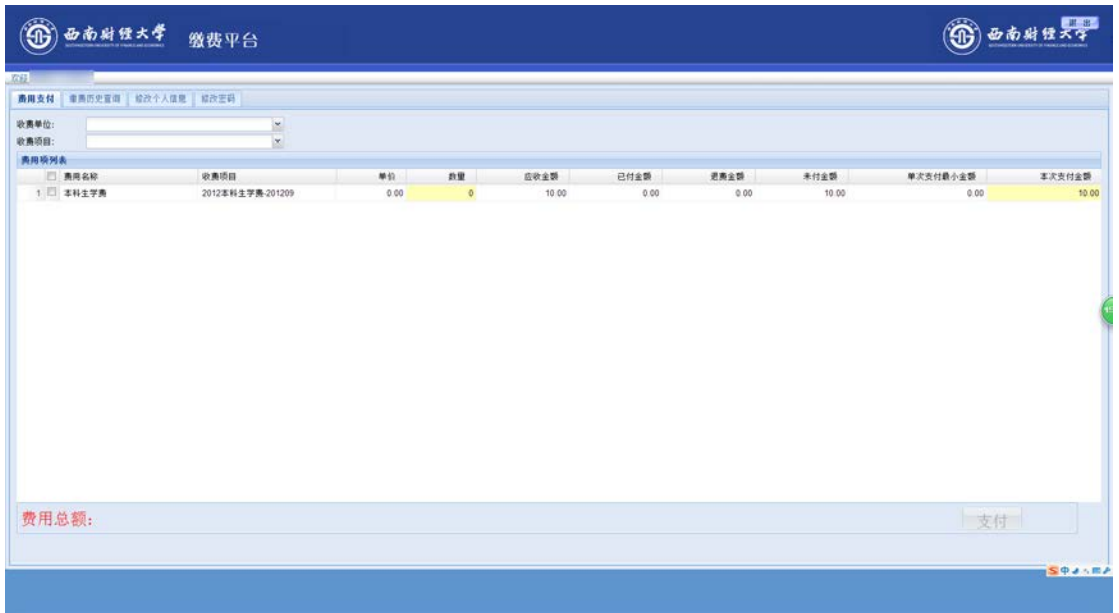 西南财经大学 缴费平台
西南财经大学
退 出
欢迎
费用支付 缴费历史查询 修改个人信息 修改密码
收费单位:
收费项目:
费用项列表
费用名称 收费项目 单价 数量 应收金额 已付金额 退费金额 未付金额 单次支付最小金额 本次支付金额
1 本科生学费 2012本科生学费-201209 0.00 0 10.00 0.00 0.00 10.00 0.00 10.00
费用总额:
支付
中